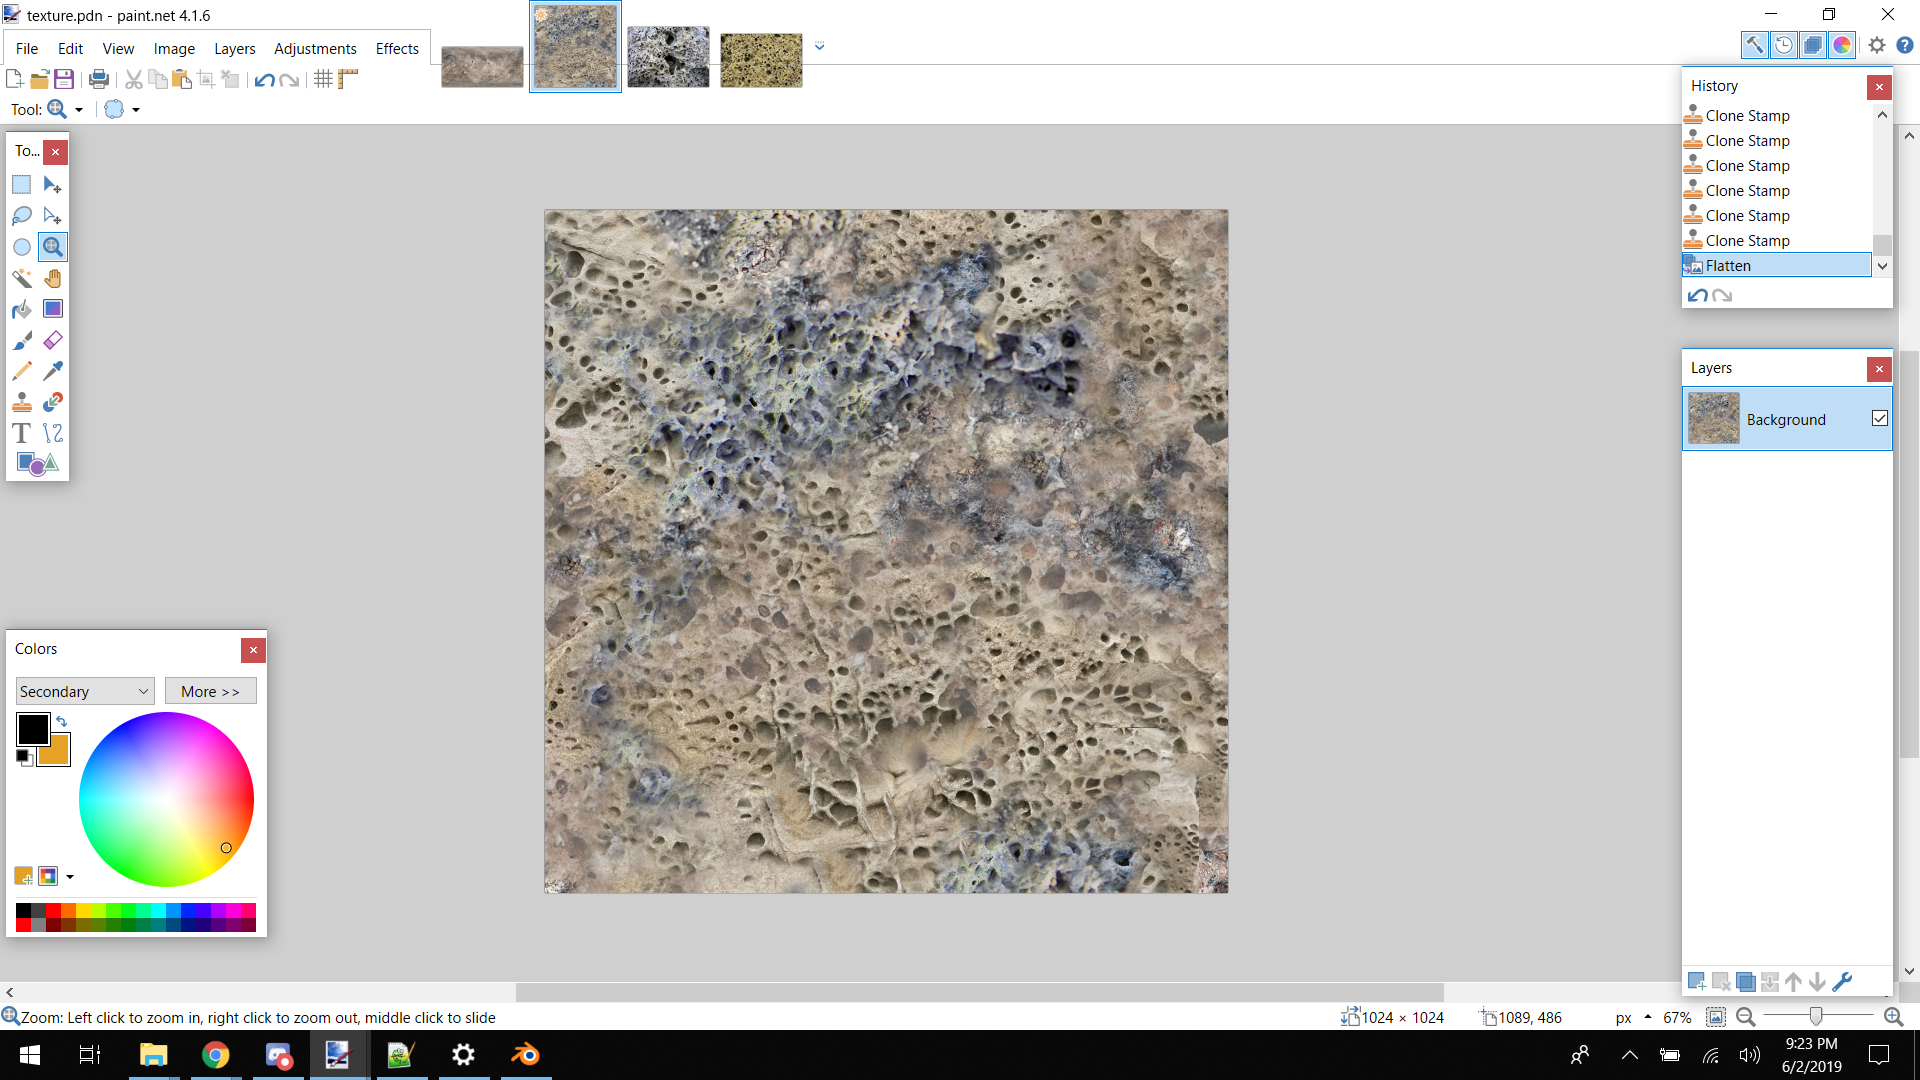 texture.pdn - paint.net 4.1.6
File Edit View Image Layers Adjustments Effects
Tool:
To...
History
Clone Stamp
Clone Stamp
Clone Stamp
Clone Stamp
Clone Stamp
Clone Stamp
Flatten
Layers
Background
Colors
Secondary
More >>
Zoom: Left click to zoom in, right click to zoom out, middle click to slide
1024 × 1024
1089, 486
px
67%
9:23 PM
6/2/2019